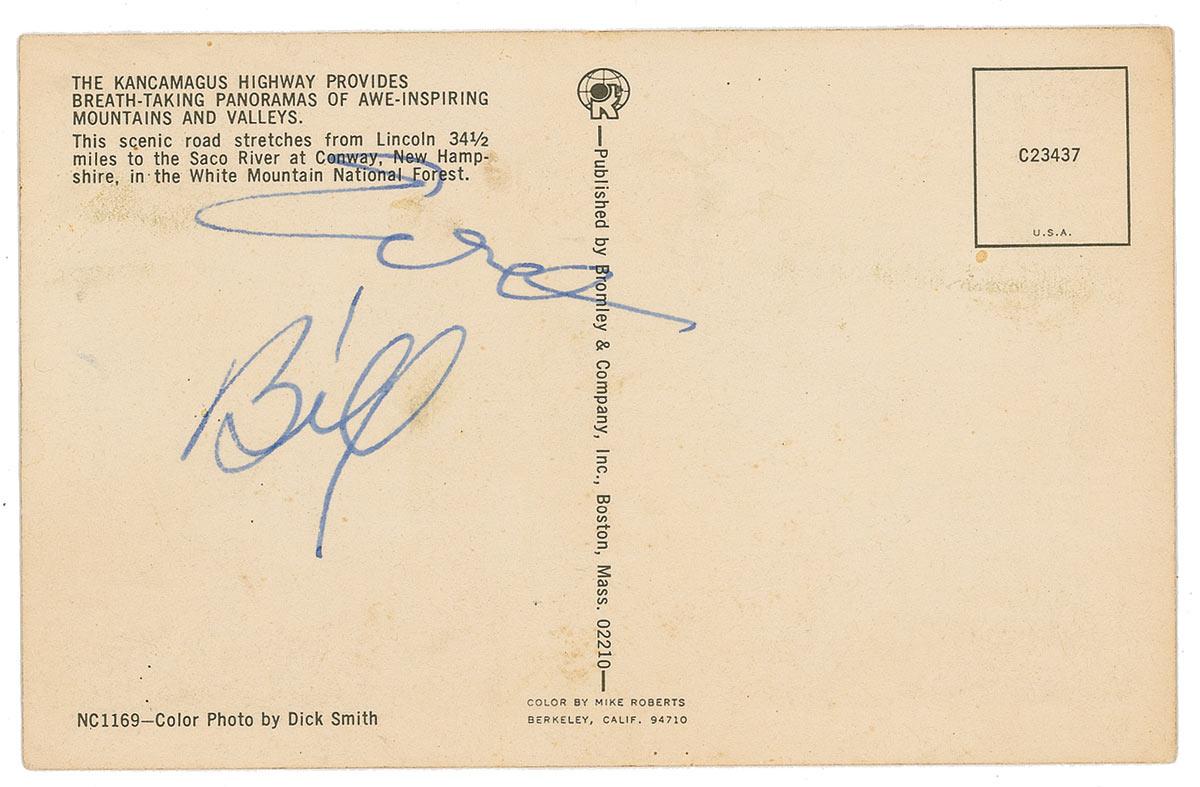 THE KANCAMAGUS HIGHWAY PROVIDES
BREATH-TAKING PANORAMAS OF AWE-INSPIRING
MOUNTAINS AND VALLEYS.
This scenic road stretches from Lincoln 34½
miles to the Saco River at Conway, New Hamp-
shire, in the White Mountain National Forest.
Bill
NC1169—Color Photo by Dick Smith
R
—Published by Bromley & Company, Inc., Boston, Mass. 02210—
COLOR BY MIKE ROBERTS
BERKELEY, CALIF. 94710
C23437
U.S.A.